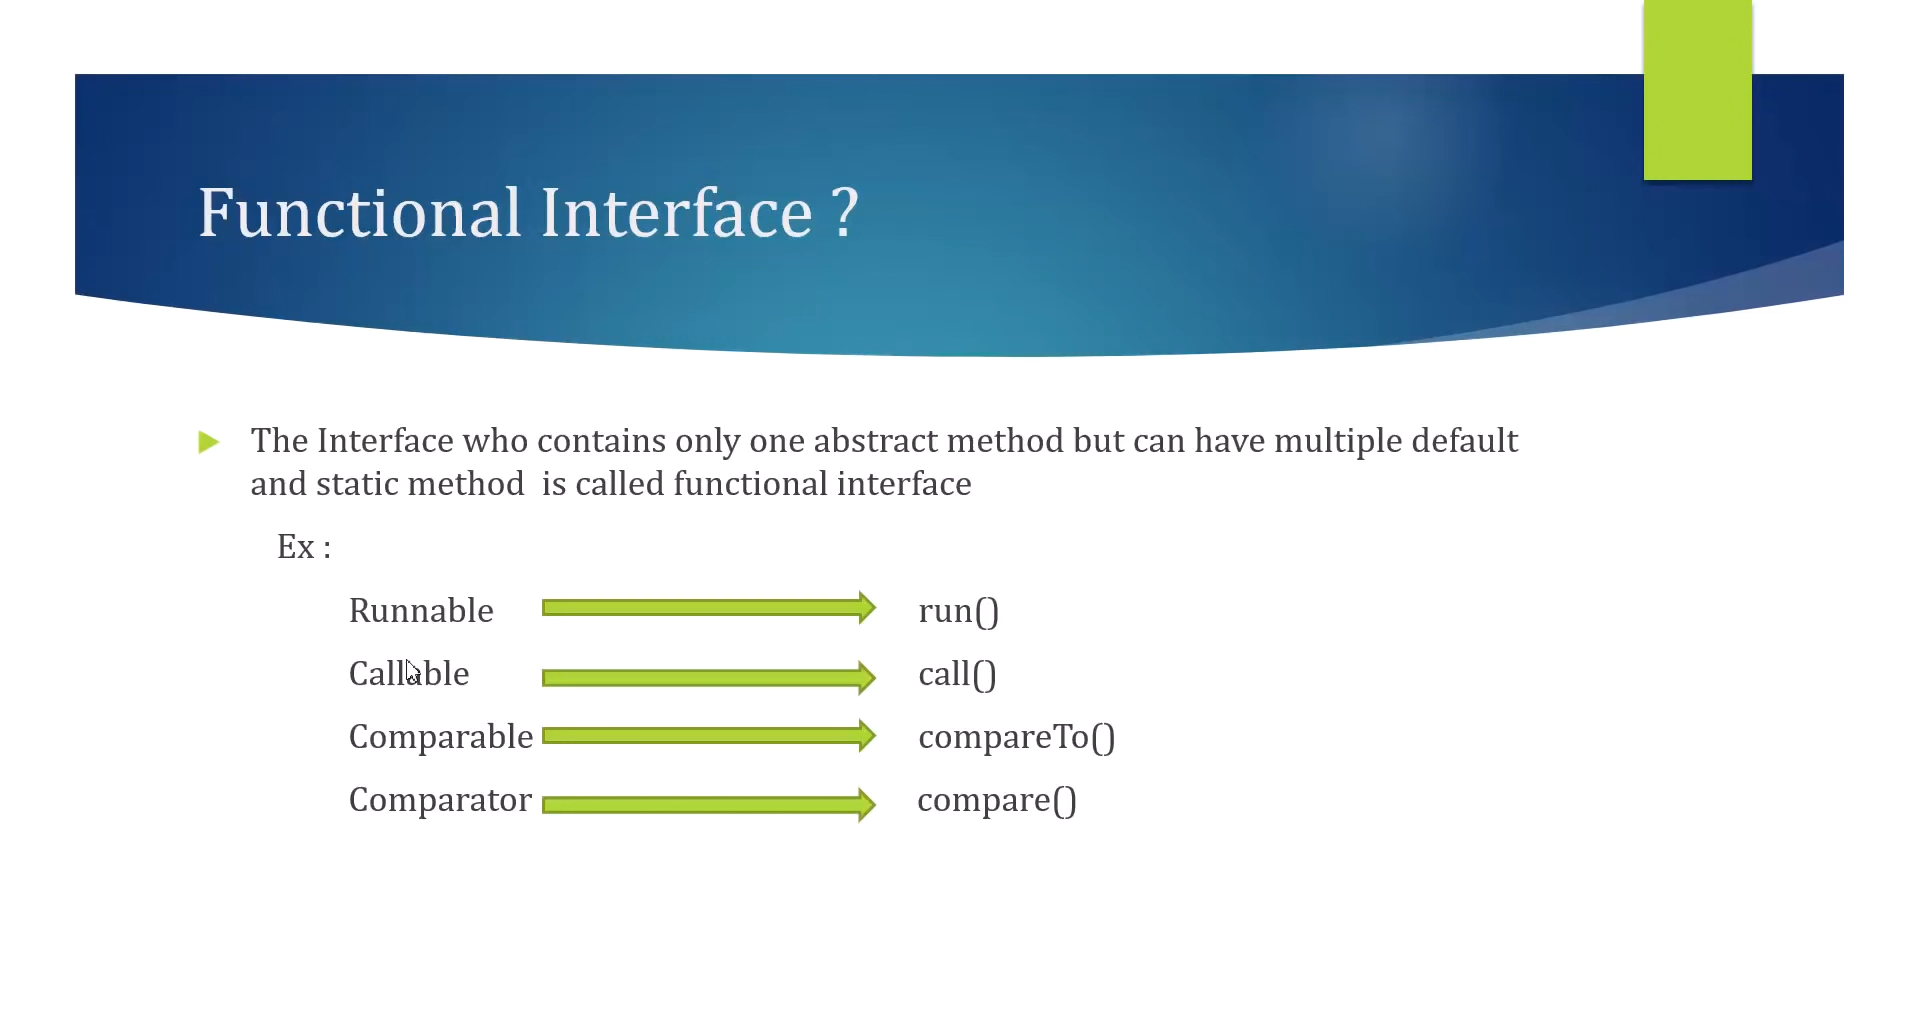 Functional Interface ?
The Interface who contains only one abstract method but can have multiple default
and static method is called functional interface
Ex :
Runnable run()
Callable call()
Comparable compareTo()
Comparator compare()